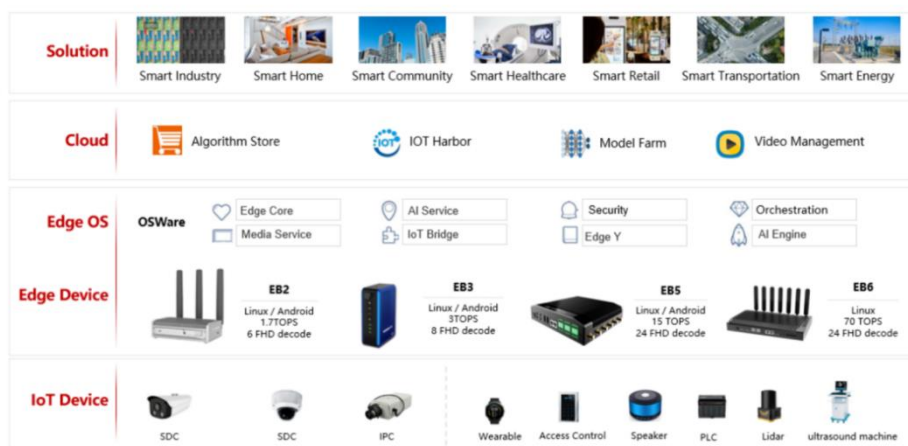 Solution
Smart Industry
Smart Home
Smart Community
Smart Healthcare
Smart Retail
Smart Transportation
Smart Energy
Cloud
Algorithm Store
IOT
IOT Harbor
Model Farm
Video Management
Edge OS
OSWare
Edge Core
AI Service
Security
Orchestration
Media Service
IoT Bridge
Edge Y
AI Engine
Edge Device
EB2
Linux / Android
1.7TOPS
6 FHD decode
EB3
Linux / Android
3TOPS
8 FHD decode
EB5
Linux / Android
15 TOPS
24 FHD decode
EB6
Linux
70 TOPS
24 FHD decode
IoT Device
SDC
SDC
IPC
Wearable
Access Control
Speaker
PLC
Lidar
ultrasound machine